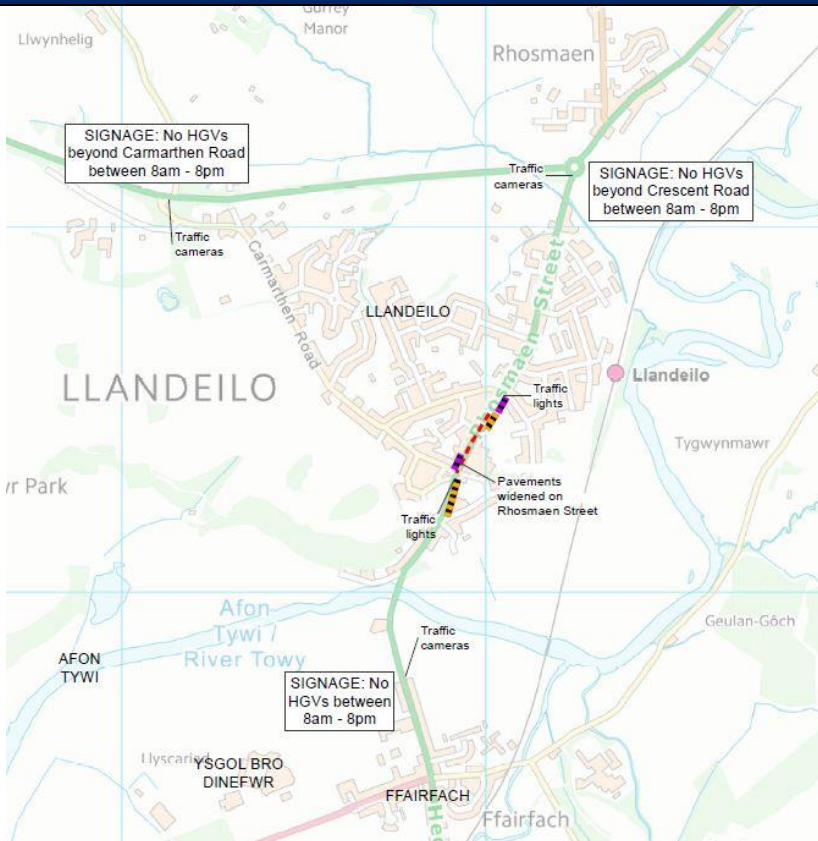 Gurrey
Manor
Llwynhelig
Rhosmaen
SIGNAGE: No HGVs
beyond Carmarthen Road
between 8am - 8pm
Traffic
cameras
SIGNAGE: No HGVs
beyond Crescent Road
between 8am - 8pm
Traffic
cameras
Carmarthen Road
Rhosmaen Street
LLANDEILO
LLANDEILO
Llandeilo
Traffic
lights
Tygwynmawr
yr Park
Pavements
widened on
Rhosmaen Street
Traffic
lights
Afon
Tywi /
River Towy
Geulan-Gôch
Traffic
cameras
AFON
TYWI
SIGNAGE: No
HGVs between
8am - 8pm
YSGOL BRO
DINEFWR
FFAIRFACH
Ffairfach
Heo